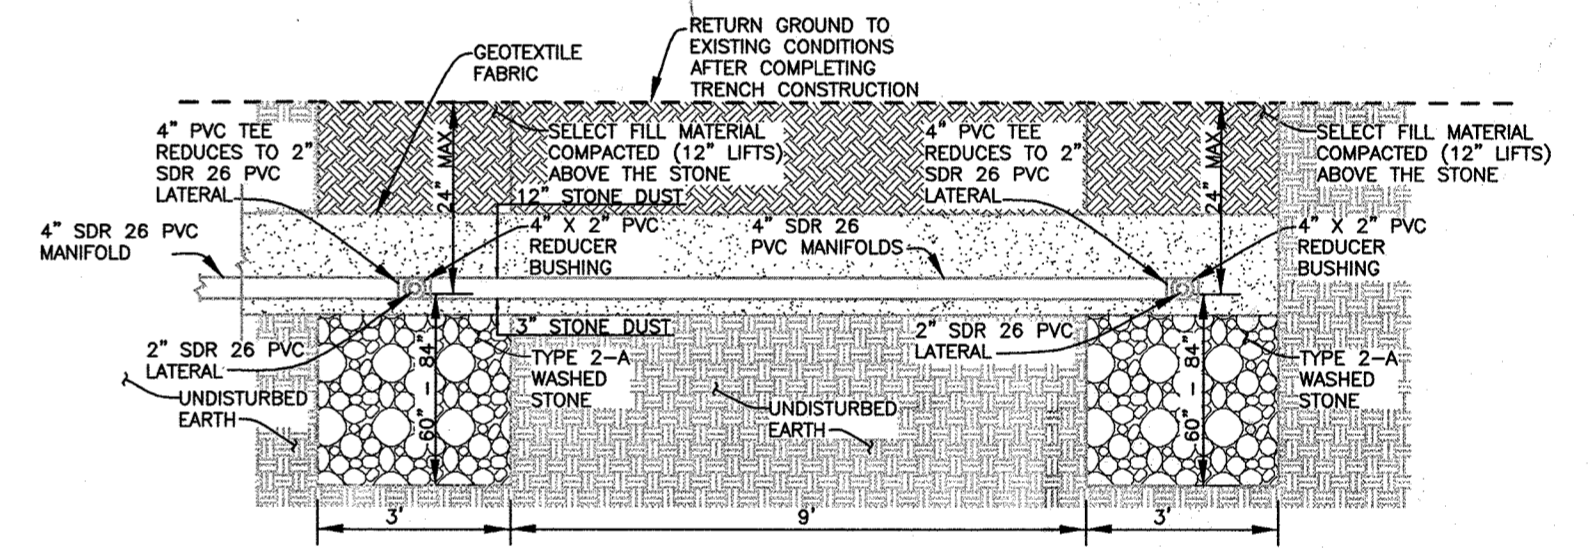 RETURN GROUND TO
EXISTING CONDITIONS
AFTER COMPLETING
TRENCH CONSTRUCTION
GEOTEXTILE
FABRIC
4" PVC TEE
REDUCES TO 2"
SDR 26 PVC
LATERAL
24" MAX.
SELECT FILL MATERIAL
COMPACTED (12" LIFTS)
ABOVE THE STONE
12" STONE DUST
4" PVC TEE
REDUCES TO 2"
SDR 26 PVC
LATERAL
24" MAX.
SELECT FILL MATERIAL
COMPACTED (12" LIFTS)
ABOVE THE STONE
4" SDR 26 PVC
MANIFOLD
4" X 2" PVC
REDUCER
BUSHING
4" SDR 26
PVC MANIFOLDS
4" X 2" PVC
REDUCER
BUSHING
3" STONE DUST
2" SDR 26 PVC
LATERAL
2" SDR 26 PVC
LATERAL
60" - 84"
TYPE 2-A
WASHED
STONE
60" - 84"
TYPE 2-A
WASHED
STONE
UNDISTURBED
EARTH
UNDISTURBED
EARTH
3'
9'
3'